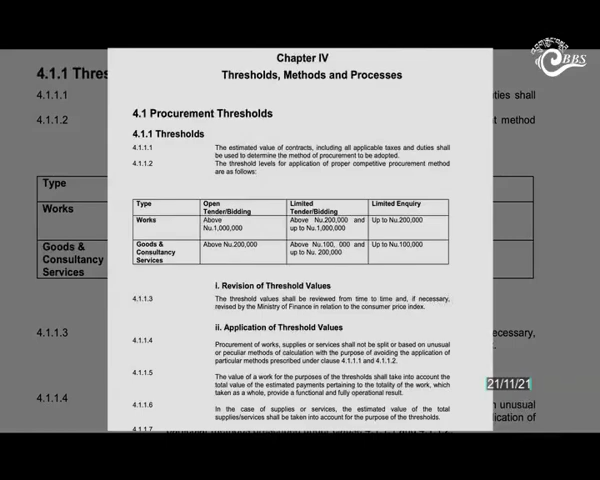 BBS
Chapter IV
Thresholds, Methods and Processes
4.1 Procurement Thresholds
4.1.1 Thresholds
4.1.1.1 The estimated value of contracts, including all applicable taxes and duties shall
be used to determine the method of procurement to be adopted.
4.1.1.2 The threshold levels for application of proper competitive procurement method
are as follows:
Type Open Limited Limited Enquiry
Tender/Bidding Tender/Bidding
Works Above Above Nu.200,000 and Up to Nu.200,000
Nu.1,000,000 up to Nu.1,000,000
Goods & Above Nu.200,000 Above Nu.100, 000 and Up to Nu.100,000
Consultancy up to Nu. 200,000
Services
i. Revision of Threshold Values
4.1.1.3 The threshold values shall be reviewed from time to time and, if necessary,
revised by the Ministry of Finance in relation to the consumer price index.
ii. Application of Threshold Values
4.1.1.4 Procurement of works, supplies or services shall not be split or based on unusual
or peculiar methods of calculation with the purpose of avoiding the application of
particular methods prescribed under clause 4.1.1.1 and 4.1.1.2.
4.1.1.5 The value of a work for the purposes of the thresholds shall take into account the
total value of the estimated payments pertaining to the totality of the work, which
taken as a whole, provide a functional and fully operational result.
4.1.1.6 In the case of supplies or services, the estimated value of the total
supplies/services shall be taken into account for the purpose of the thresholds.
4.1.1.7
4.1.1 Thres
4.1.1.1 ties shall
4.1.1.2 t method
Type
Works
Goods &
Consultancy
Services
4.1.1.3 ecessary,
21/11/21
4.1.1.4 n unusual
lication of